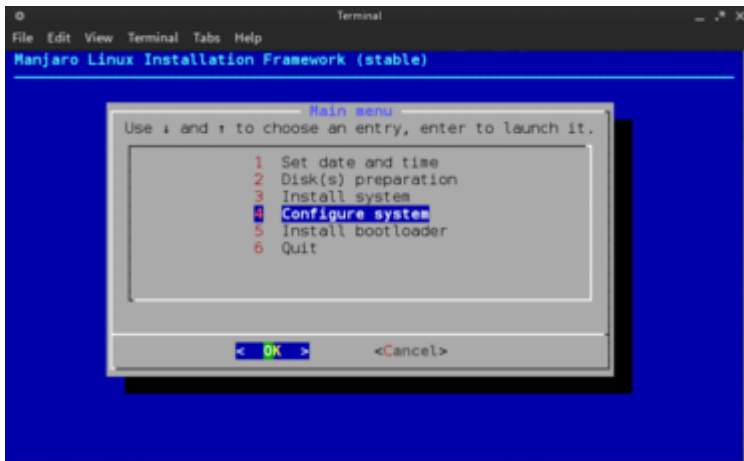 Terminal
File Edit View Terminal Tabs Help
Manjaro Linux Installation Framework (stable)
Main menu
Use ↓ and ↑ to choose an entry, enter to launch it.
1 Set date and time
2 Disk(s) preparation
3 Install system
4 Configure system
5 Install bootloader
6 Quit
< OK > <Cancel>